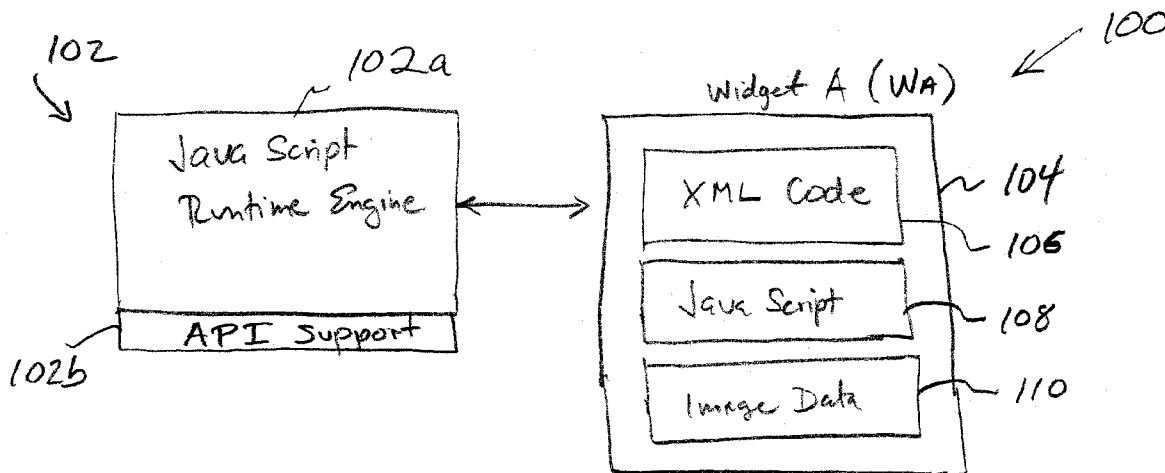 100
102
102a
Widget A (WA)
Java Script
Runtime Engine
XML Code
104
106
Java Script
108
API Support
102b
Image Data
110